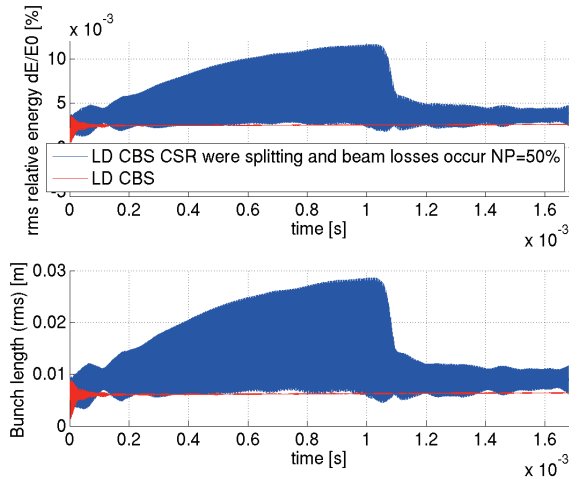 x 10^-3
rms relative energy dE/E0 [%]
10
5
0
-5
LD CBS CSR were splitting and beam losses occur NP=50%
LD CBS
0 0.2 0.4 0.6 0.8 1 1.2 1.4 1.6
time [s]
x 10^-3
Bunch length (rms) [m]
0.03
0.02
0.01
0
0 0.2 0.4 0.6 0.8 1 1.2 1.4 1.6
time [s]
x 10^-3